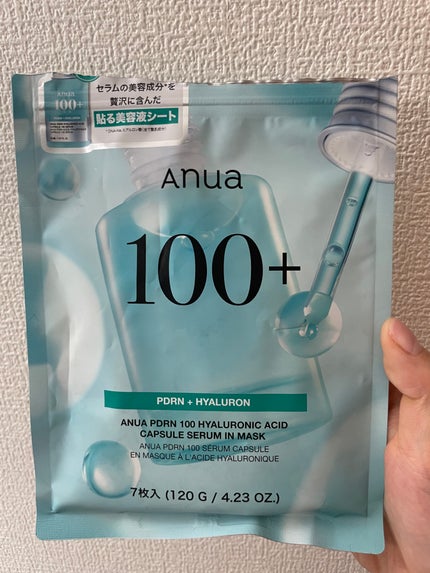 セラムの美容成分*を
贅沢に含んだ
貼る美容液シート
Anua
100+
Anua
100+
PDRN + HYALURON
ANUA PDRN 100 HYALURONIC ACID
CAPSULE SERUM IN MASK
ANUA PDRN 100 SÉRUM CAPSULE
EN MASQUE À L'ACIDE HYALURONIQUE
7枚入 (120 G / 4.23 OZ.)